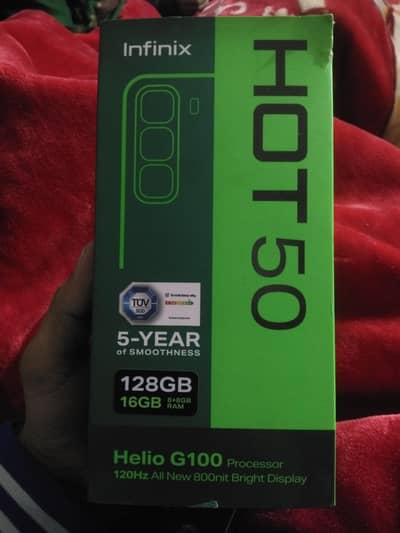 Infinix
HOT 50
TÜV
SÜD
5-YEAR
of SMOOTHNESS
128GB
16GB 8+8GB
RAM
Helio G100 Processor
120Hz All New 800nit Bright Display